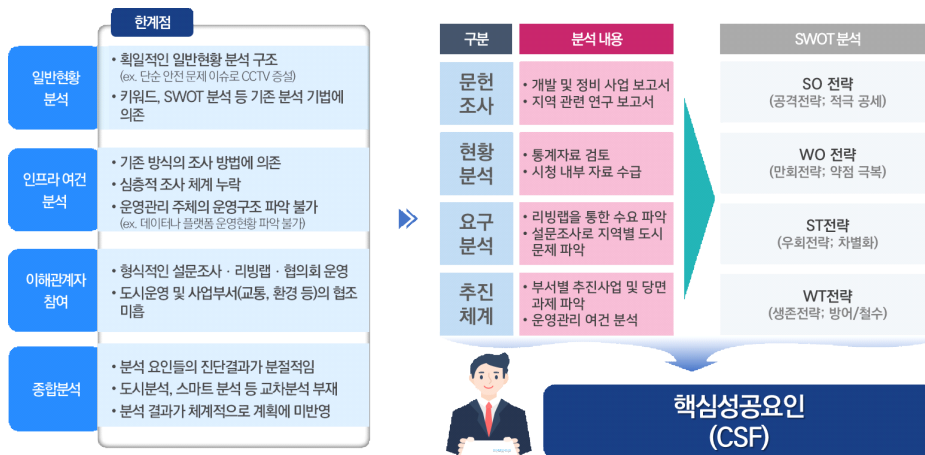 한계점
일반현황
분석
• 획일적인 일반현황 분석 구조
(ex. 단순 안전 문제 이슈로 CCTV 증설)
• 키워드, SWOT 분석 등 기존 분석 기법에
의존
인프라 여건
분석
• 기존 방식의 조사 방법에 의존
• 심층적 조사 체계 누락
• 운영관리 주체의 운영구조 파악 불가
(ex. 데이터나 플랫폼 운영현황 파악 불가)
이해관계자
참여
• 형식적인 설문조사 · 리빙랩 · 협의회 운영
• 도시운영 및 사업부서(교통, 환경 등)의 협조
미흡
종합분석
• 분석 요인들의 진단결과가 분절적임
• 도시분석, 스마트 분석 등 교차분석 부재
• 분석 결과가 체계적으로 계획에 미반영
구분
분석 내용
SWOT 분석
문헌
조사
• 개발 및 정비 사업 보고서
• 지역 관련 연구 보고서
현황
분석
• 통계자료 검토
• 시청 내부 자료 수급
요구
분석
• 리빙랩을 통한 수요 파악
• 설문조사로 지역별 도시
문제 파악
추진
체계
• 부서별 추진사업 및 당면
과제 파악
• 운영관리 여건 분석
SO 전략
(공격전략; 적극 공세)
WO 전략
(만회전략; 약점 극복)
ST전략
(우회전략; 차별화)
WT전략
(생존전략; 방어/철수)
핵심성공요인
(CSF)